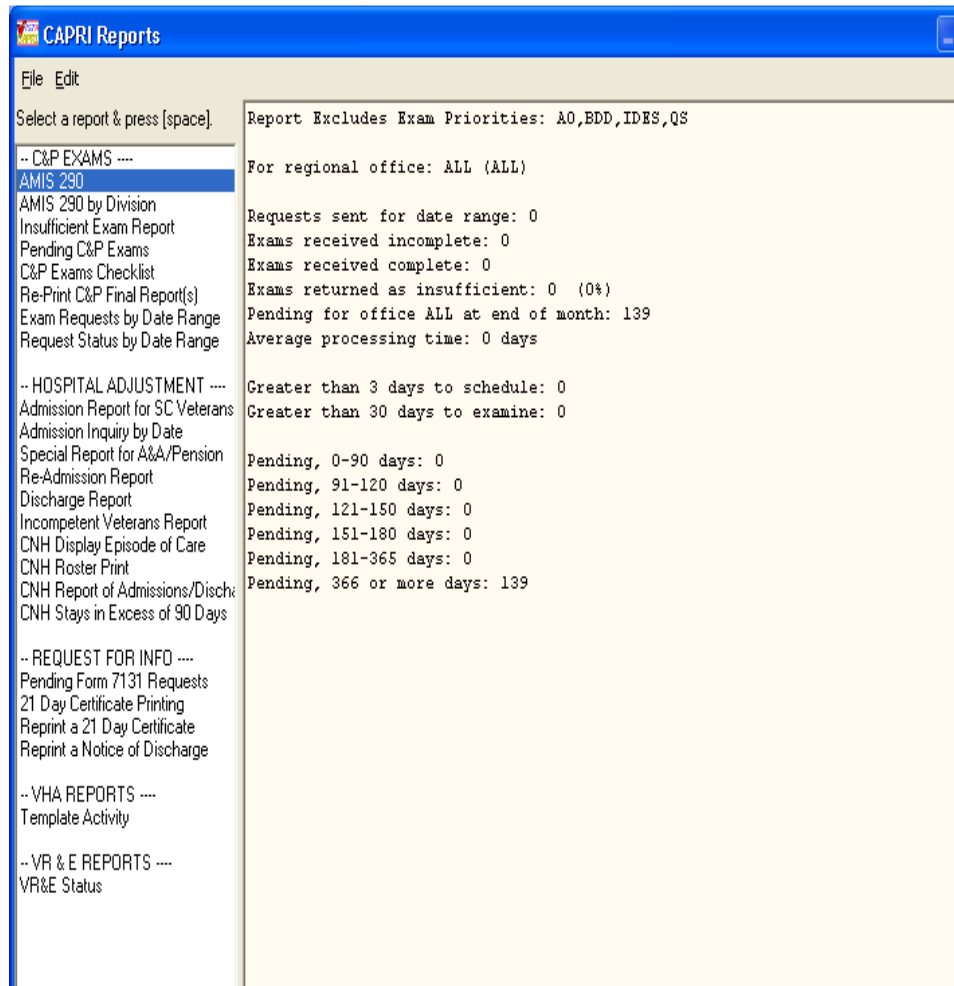 CAPRI Reports
File Edit
Select a report & press [space].
-- C&P EXAMS ----
AMIS 290
AMIS 290 by Division
Insufficient Exam Report
Pending C&P Exams
C&P Exams Checklist
Re-Print C&P Final Report(s)
Exam Requests by Date Range
Request Status by Date Range
-- HOSPITAL ADJUSTMENT ----
Admission Report for SC Veterans
Admission Inquiry by Date
Special Report for A&A/Pension
Re-Admission Report
Discharge Report
Incompetent Veterans Report
CNH Display Episode of Care
CNH Roster Print
CNH Report of Admissions/Discha
CNH Stays in Excess of 90 Days
-- REQUEST FOR INFO ----
Pending Form 7131 Requests
21 Day Certificate Printing
Reprint a 21 Day Certificate
Reprint a Notice of Discharge
-- VHA REPORTS ----
Template Activity
-- VR & E REPORTS ----
VR&E Status
Report Excludes Exam Priorities: AO,BDD,IDES,QS
For regional office: ALL (ALL)
Requests sent for date range: 0
Exams received incomplete: 0
Exams received complete: 0
Exams returned as insufficient: 0 (0%)
Pending for office ALL at end of month: 139
Average processing time: 0 days
Greater than 3 days to schedule: 0
Greater than 30 days to examine: 0
Pending, 0-90 days: 0
Pending, 91-120 days: 0
Pending, 121-150 days: 0
Pending, 151-180 days: 0
Pending, 181-365 days: 0
Pending, 366 or more days: 139